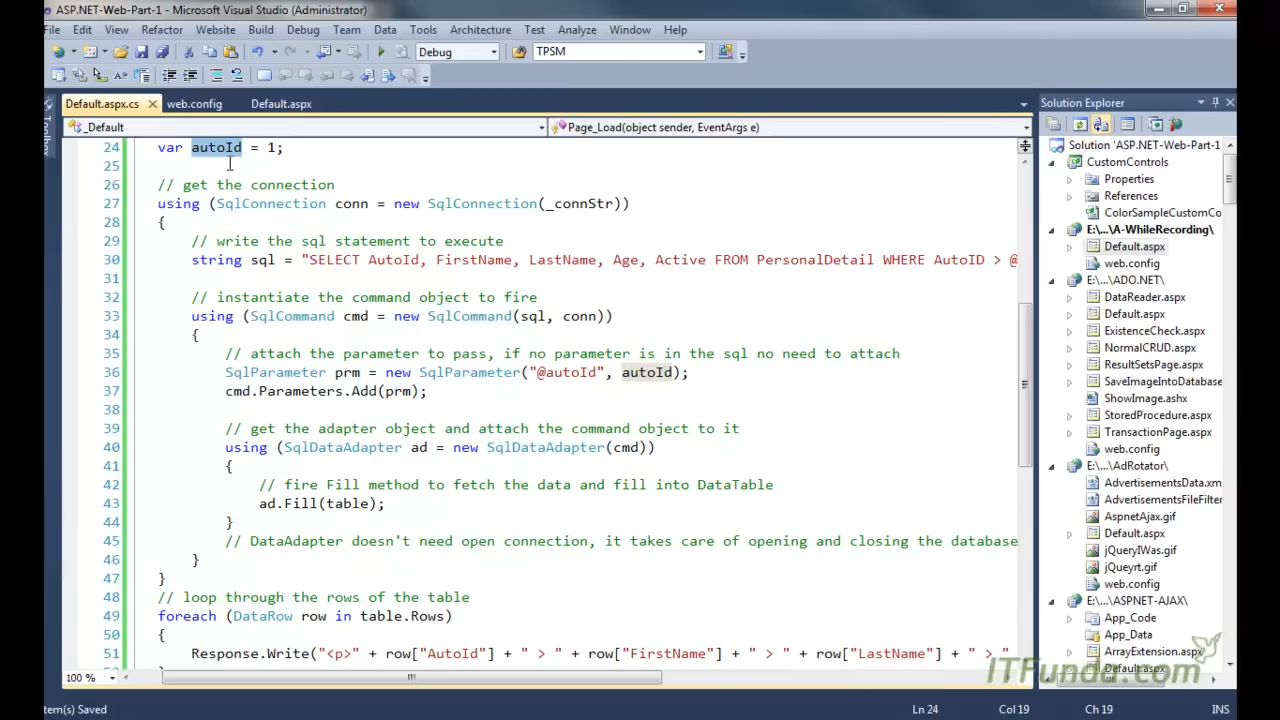 ASP.NET-Web-Part-1 - Microsoft Visual Studio (Administrator)
File Edit View Refactor Website Build Debug Team Data Tools Architecture Test Analyze Window Help
Debug TPSM
Default.aspx.cs web.config Default.aspx
Solution Explorer
_Default Page_Load(object sender, EventArgs e)
Toolbox
24 var autoId = 1;
25
26 // get the connection
27 using (SqlConnection conn = new SqlConnection(_connStr))
28 {
29 // write the sql statement to execute
30 string sql = "SELECT AutoId, FirstName, LastName, Age, Active FROM PersonalDetail WHERE AutoID > @
31
32 // instantiate the command object to fire
33 using (SqlCommand cmd = new SqlCommand(sql, conn))
34 {
35 // attach the parameter to pass, if no parameter is in the sql no need to attach
36 SqlParameter prm = new SqlParameter("@autoId", autoId);
37 cmd.Parameters.Add(prm);
38
39 // get the adapter object and attach the command object to it
40 using (SqlDataAdapter ad = new SqlDataAdapter(cmd))
41 {
42 // fire Fill method to fetch the data and fill into DataTable
43 ad.Fill(table);
44 }
45 // DataAdapter doesn't need open connection, it takes care of opening and closing the database
46 }
47 }
48 // loop through the rows of the table
49 foreach (DataRow row in table.Rows)
50 {
51 Response.Write("<p>" + row["AutoId"] + " > " + row["FirstName"] + " > " + row["LastName"] + " > "
100 %
Solution 'ASP.NET-Web-Part-1'
CustomControls
Properties
References
ColorSampleCustomCo
E:\...\A-WhileRecording\
Default.aspx
web.config
E:\...\ADO.NET\
DataReader.aspx
Default.aspx
ExistenceCheck.aspx
NormalCRUD.aspx
ResultSetsPage.aspx
SaveImageIntoDatabase
ShowImage.ashx
StoredProcedure.aspx
TransactionPage.aspx
web.config
E:\...\AdRotator\
AdvertisementsData.xm
AdvertisementsFileFilter
AspnetAjax.gif
Default.aspx
jQueryIWas.gif
jQueyrt.gif
web.config
E:\...\ASPNET-AJAX\
App_Code
App_Data
ArrayExtension.aspx
Default.aspx
ITFunda.com
tem(s) Saved Ln 24 Col 19 Ch 19 INS